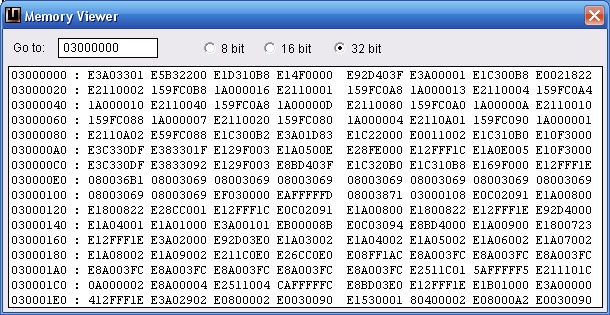 Memory Viewer
Go to: 03000000 8 bit 16 bit 32 bit
03000000 : E3A03301 E5B32200 E1D310B8 E14F0000 E92D403F E3A00001 E1C300B8 E0021822
03000020 : E2110002 159FC0B8 1A000016 E2110001 159FC0A8 1A000013 E2110004 159FC0A4
03000040 : 1A000010 E2110040 159FC0A8 1A00000D E2110080 159FC0A0 1A00000A E2110010
03000060 : 159FC088 1A000007 E2110020 159FC080 1A000004 E2110A01 159FC090 1A000001
03000080 : E2110A02 E59FC088 E1C300B2 E3A01D83 E1C22000 E0011002 E1C310B0 E10F3000
030000A0 : E3C330DF E383301F E129F003 E1A0500E E28FE000 E12FFF1C E1A0E005 E10F3000
030000C0 : E3C330DF E3833092 E129F003 E8BD403F E1C320B0 E1C310B8 E169F000 E12FFF1E
030000E0 : 080036B1 08003069 08003069 08003069 08003069 08003069 08003069 08003069
03000100 : 08003069 08003069 EF030000 EAFFFFFD 08003871 03000108 E0C02091 E1A00800
03000120 : E1800822 E28CC001 E12FFF1C E0C02091 E1A00800 E1800822 E12FFF1E E92D4000
03000140 : E1A04001 E1A01000 E3A00101 EB00008B E0C03094 E8BD4000 E1A00900 E1800723
03000160 : E12FFF1E E3A02000 E92D03E0 E1A03002 E1A04002 E1A05002 E1A06002 E1A07002
03000180 : E1A08002 E1A09002 E211C0E0 E26CC0E0 E08FF1AC E8A003FC E8A003FC E8A003FC
030001A0 : E8A003FC E8A003FC E8A003FC E8A003FC E8A003FC E2511C01 5AFFFFF5 E211101C
030001C0 : 0A000002 E8A00004 E2511004 CAFFFFFC E8BD03E0 E12FFF1E E1B01000 E3A00000
030001E0 : 412FFF1E E3A02902 E0800002 E0030090 E1530001 80400002 E08000A2 E0030090